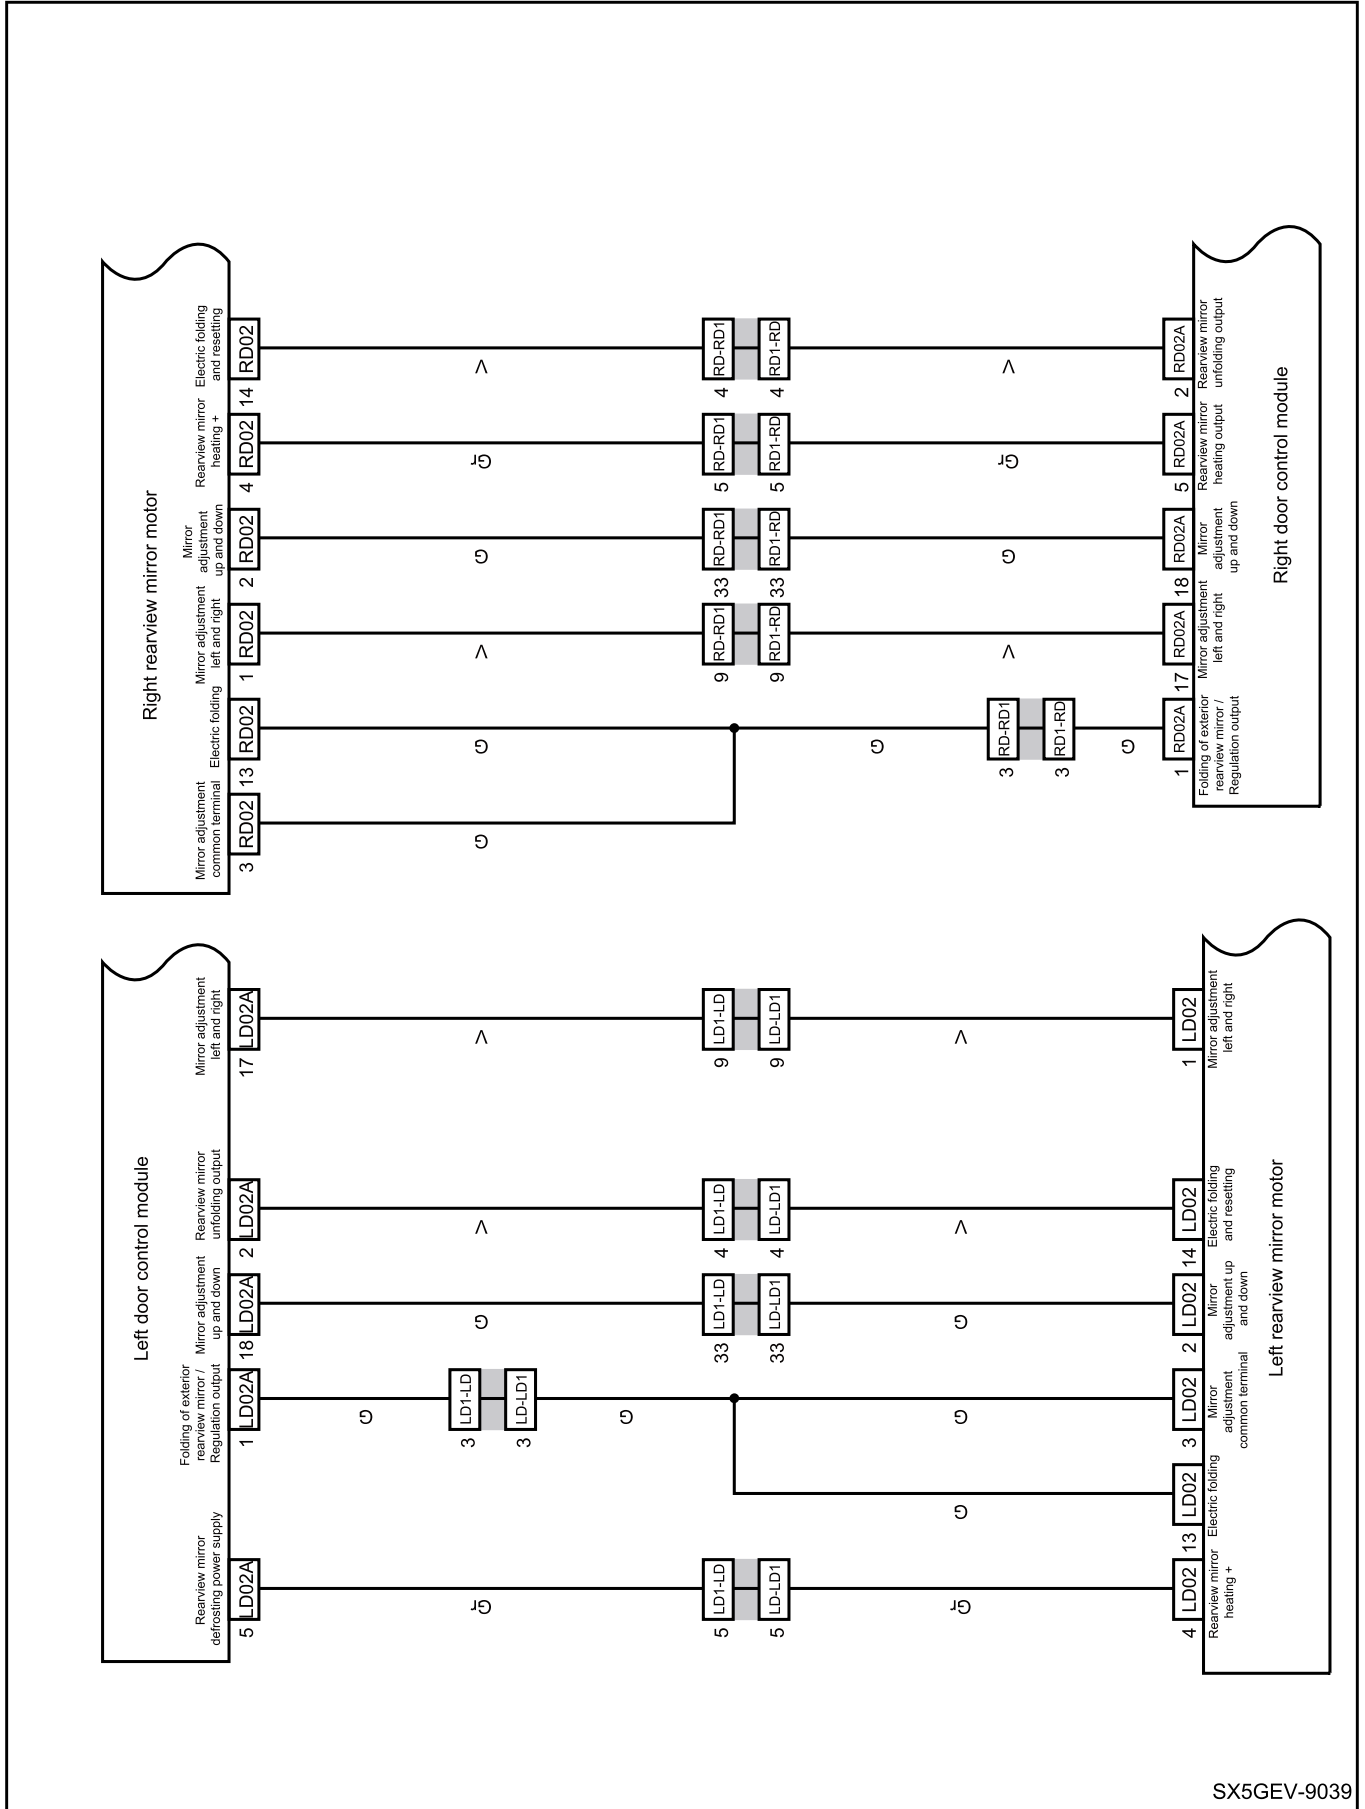 Right rearview mirror motor
Electric folding
and resetting
RD02
14
V
RD-RD1
4
RD1-RD
4
V
RD02A
2
Rearview mirror
unfolding output
Rearview mirror
heating +
RD02
4
Gr
RD-RD1
5
RD1-RD
5
Gr
RD02A
5
Rearview mirror
heating output
Mirror
adjustment
up and down
RD02
2
G
RD-RD1
33
RD1-RD
33
G
RD02A
18
Mirror
adjustment
up and down
Mirror adjustment
left and right
RD02
1
V
RD-RD1
9
RD1-RD
9
V
RD02A
17
Mirror adjustment
left and right
Electric folding
RD02
13
G
G
RD-RD1
3
RD1-RD
3
G
RD02A
1
Folding of exterior
rearview mirror /
Regulation output
Mirror adjustment
common terminal
RD02
3
G
Right door control module
Left door control module
Mirror adjustment
left and right
LD02A
17
V
LD1-LD
9
LD-LD1
9
V
LD02
1
Mirror adjustment
left and right
Rearview mirror
unfolding output
LD02A
2
V
LD1-LD
4
LD-LD1
4
V
LD02
14
Electric folding
and resetting
Mirror adjustment
up and down
LD02A
18
G
LD1-LD
33
LD-LD1
33
G
LD02
2
Mirror
adjustment up
and down
Folding of exterior
rearview mirror /
Regulation output
LD02A
1
G
LD1-LD
3
LD-LD1
3
G
G
LD02
3
Mirror
adjustment
common terminal
G
LD02
13
Electric folding
Rearview mirror
defrosting power supply
LD02A
5
Gr
LD1-LD
5
LD-LD1
5
Gr
LD02
4
Rearview mirror
heating +
Left rearview mirror motor
SX5GEV-9039